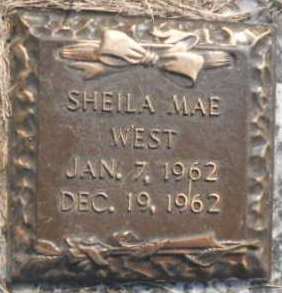 SHEILA MAE
WEST
JAN. 7, 1962
DEC. 19, 1962